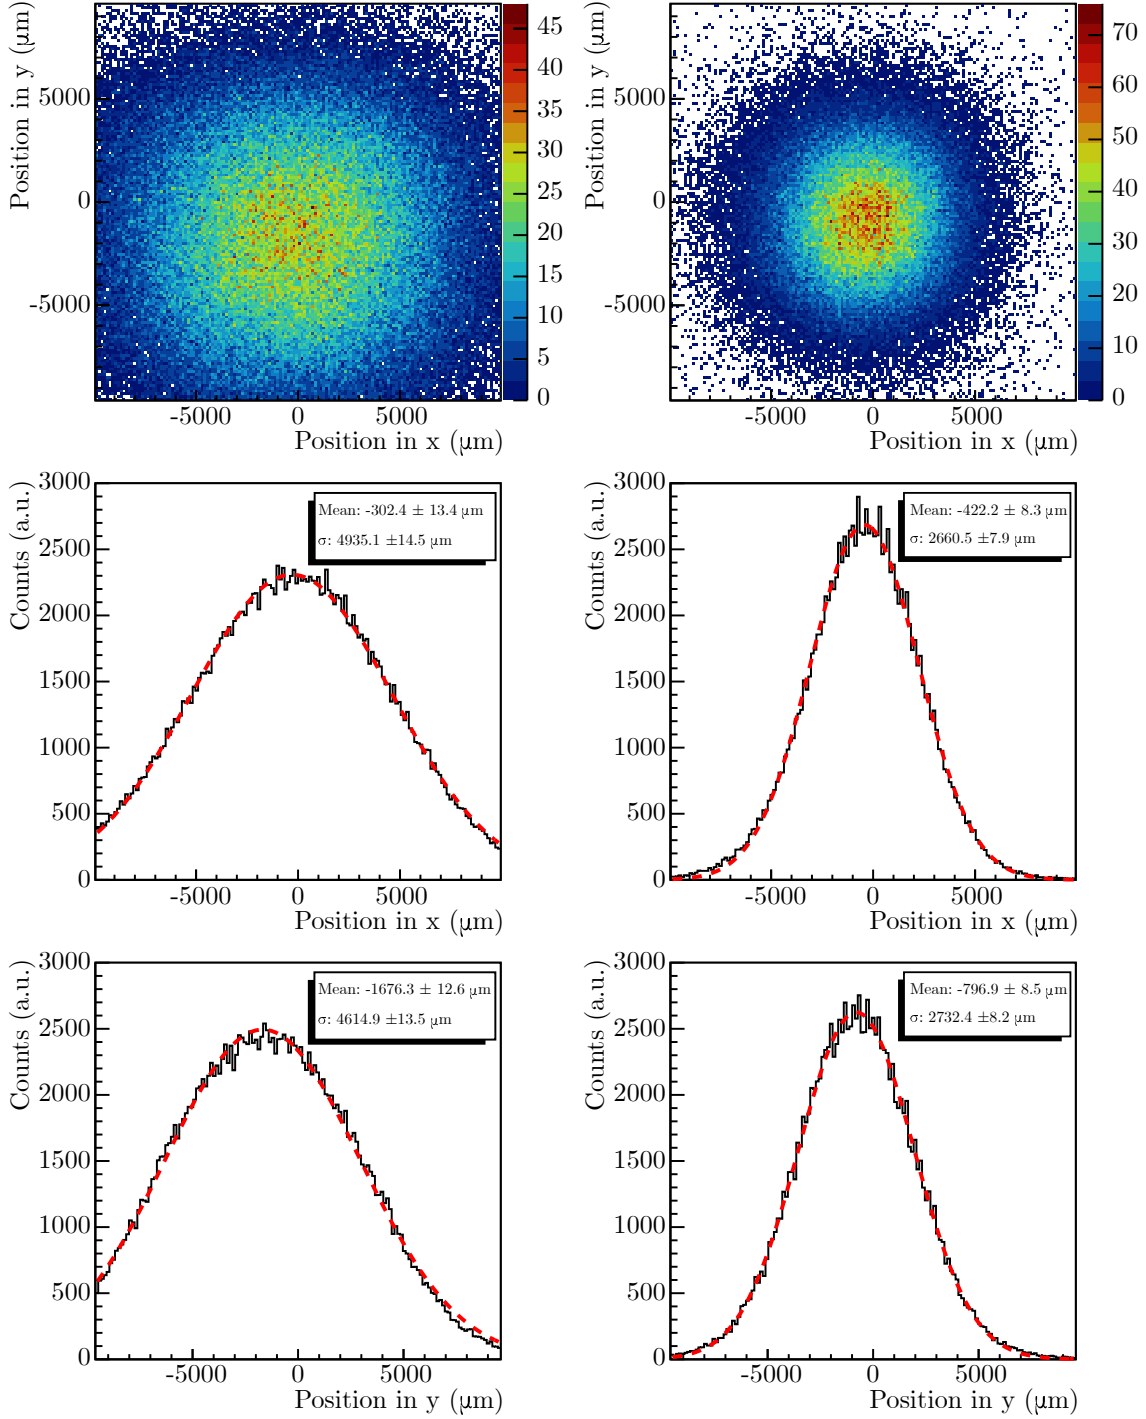 Position in y (μm)
5000
0
-5000
-5000 0 5000
Position in x (μm)
45
40
35
30
25
20
15
10
5
0
Position in y (μm)
5000
0
-5000
-5000 0 5000
Position in x (μm)
70
60
50
40
30
20
10
0
Counts (a.u.)
3000
2500
2000
1500
1000
500
0
Mean: -302.4 ± 13.4 μm
σ: 4935.1 ±14.5 μm
-5000 0 5000
Position in x (μm)
Counts (a.u.)
3000
2500
2000
1500
1000
500
0
Mean: -422.2 ± 8.3 μm
σ: 2660.5 ±7.9 μm
-5000 0 5000
Position in x (μm)
Counts (a.u.)
3000
2500
2000
1500
1000
500
0
Mean: -1676.3 ± 12.6 μm
σ: 4614.9 ±13.5 μm
-5000 0 5000
Position in y (μm)
Counts (a.u.)
3000
2500
2000
1500
1000
500
0
Mean: -796.9 ± 8.5 μm
σ: 2732.4 ±8.2 μm
-5000 0 5000
Position in y (μm)